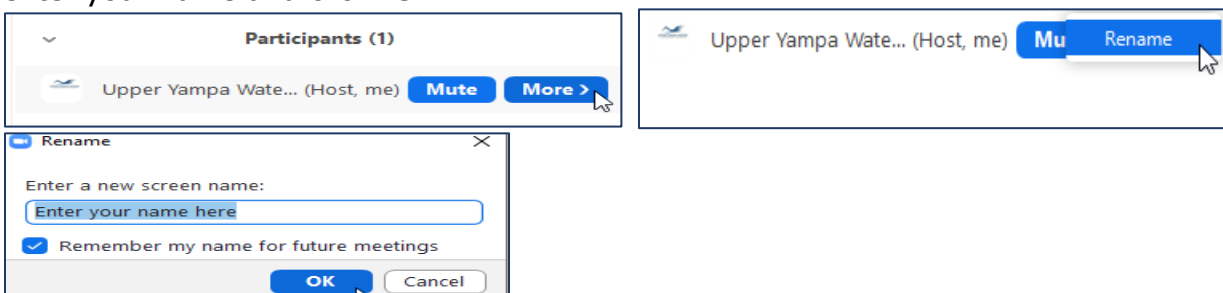 Participants (1)
Upper Yampa Wate... (Host, me) Mute More >
Upper Yampa Wate... (Host, me) Mu Rename
Rename
Enter a new screen name:
Enter your name here
Remember my name for future meetings
OK Cancel